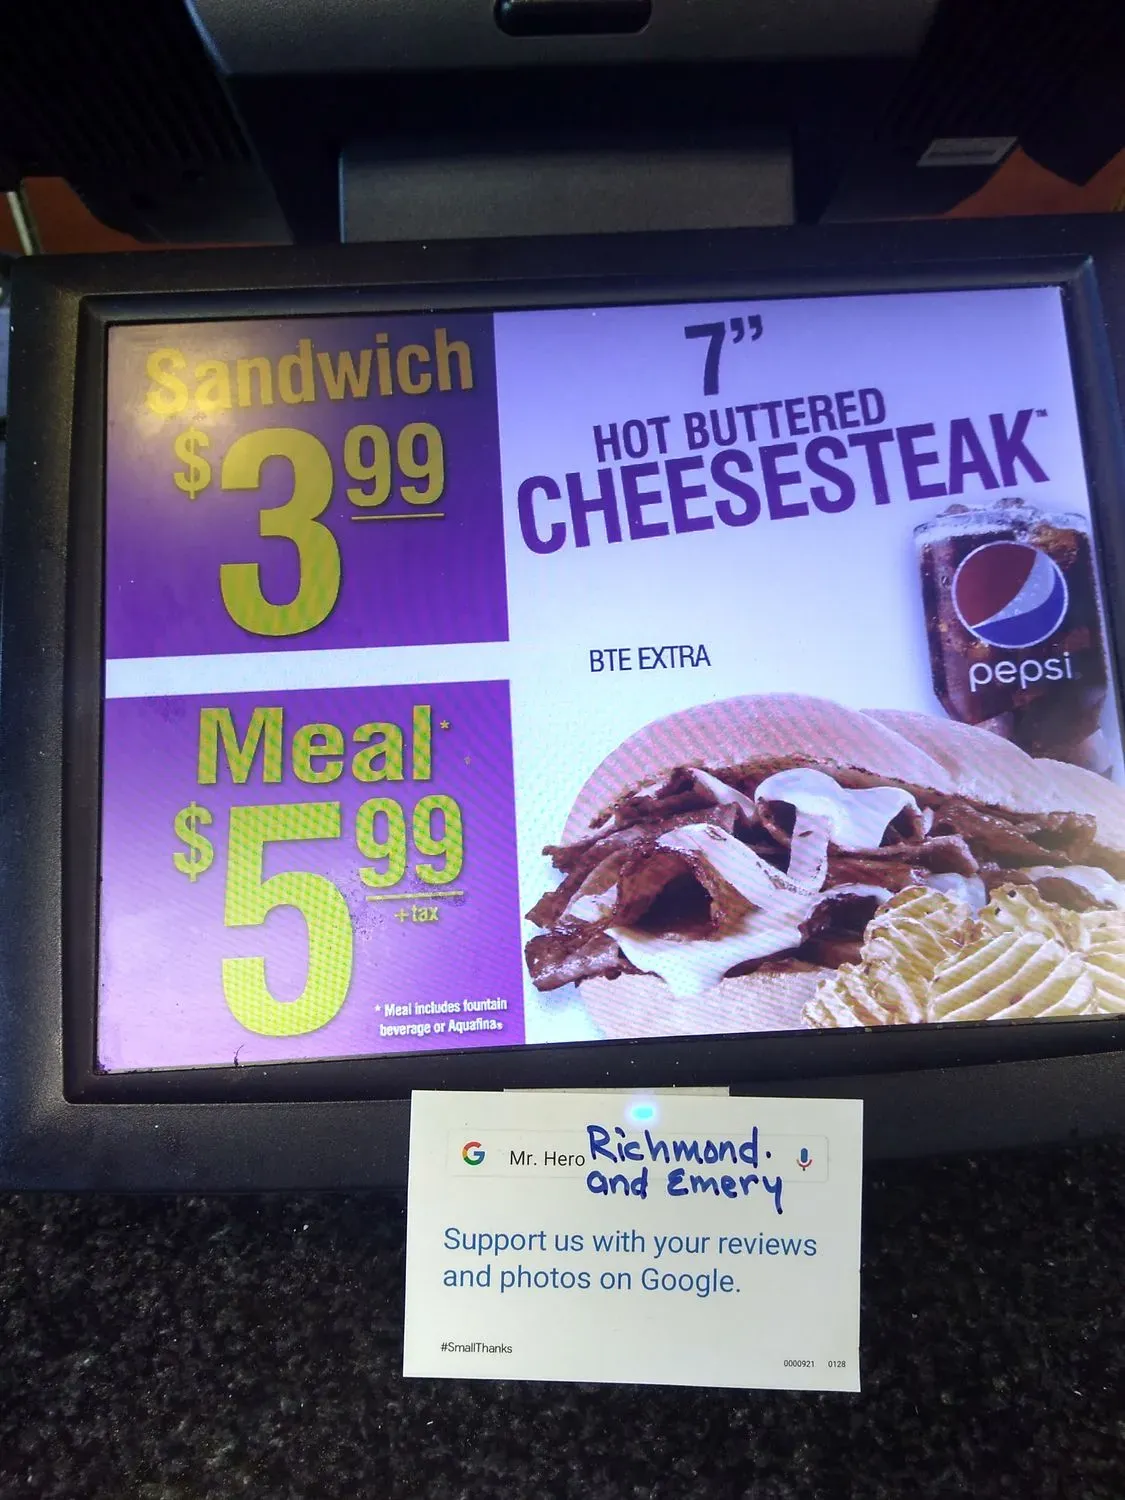 Sandwich
$3.99
Meal*
$5.99
+tax
* Meal includes fountain
beverage or Aquafina®
7”
HOT BUTTERED
CHEESESTEAK™
BTE EXTRA
pepsi
G Mr. Hero Richmond.
and Emery
Support us with your reviews
and photos on Google.
#SmallThanks
0000921 0128